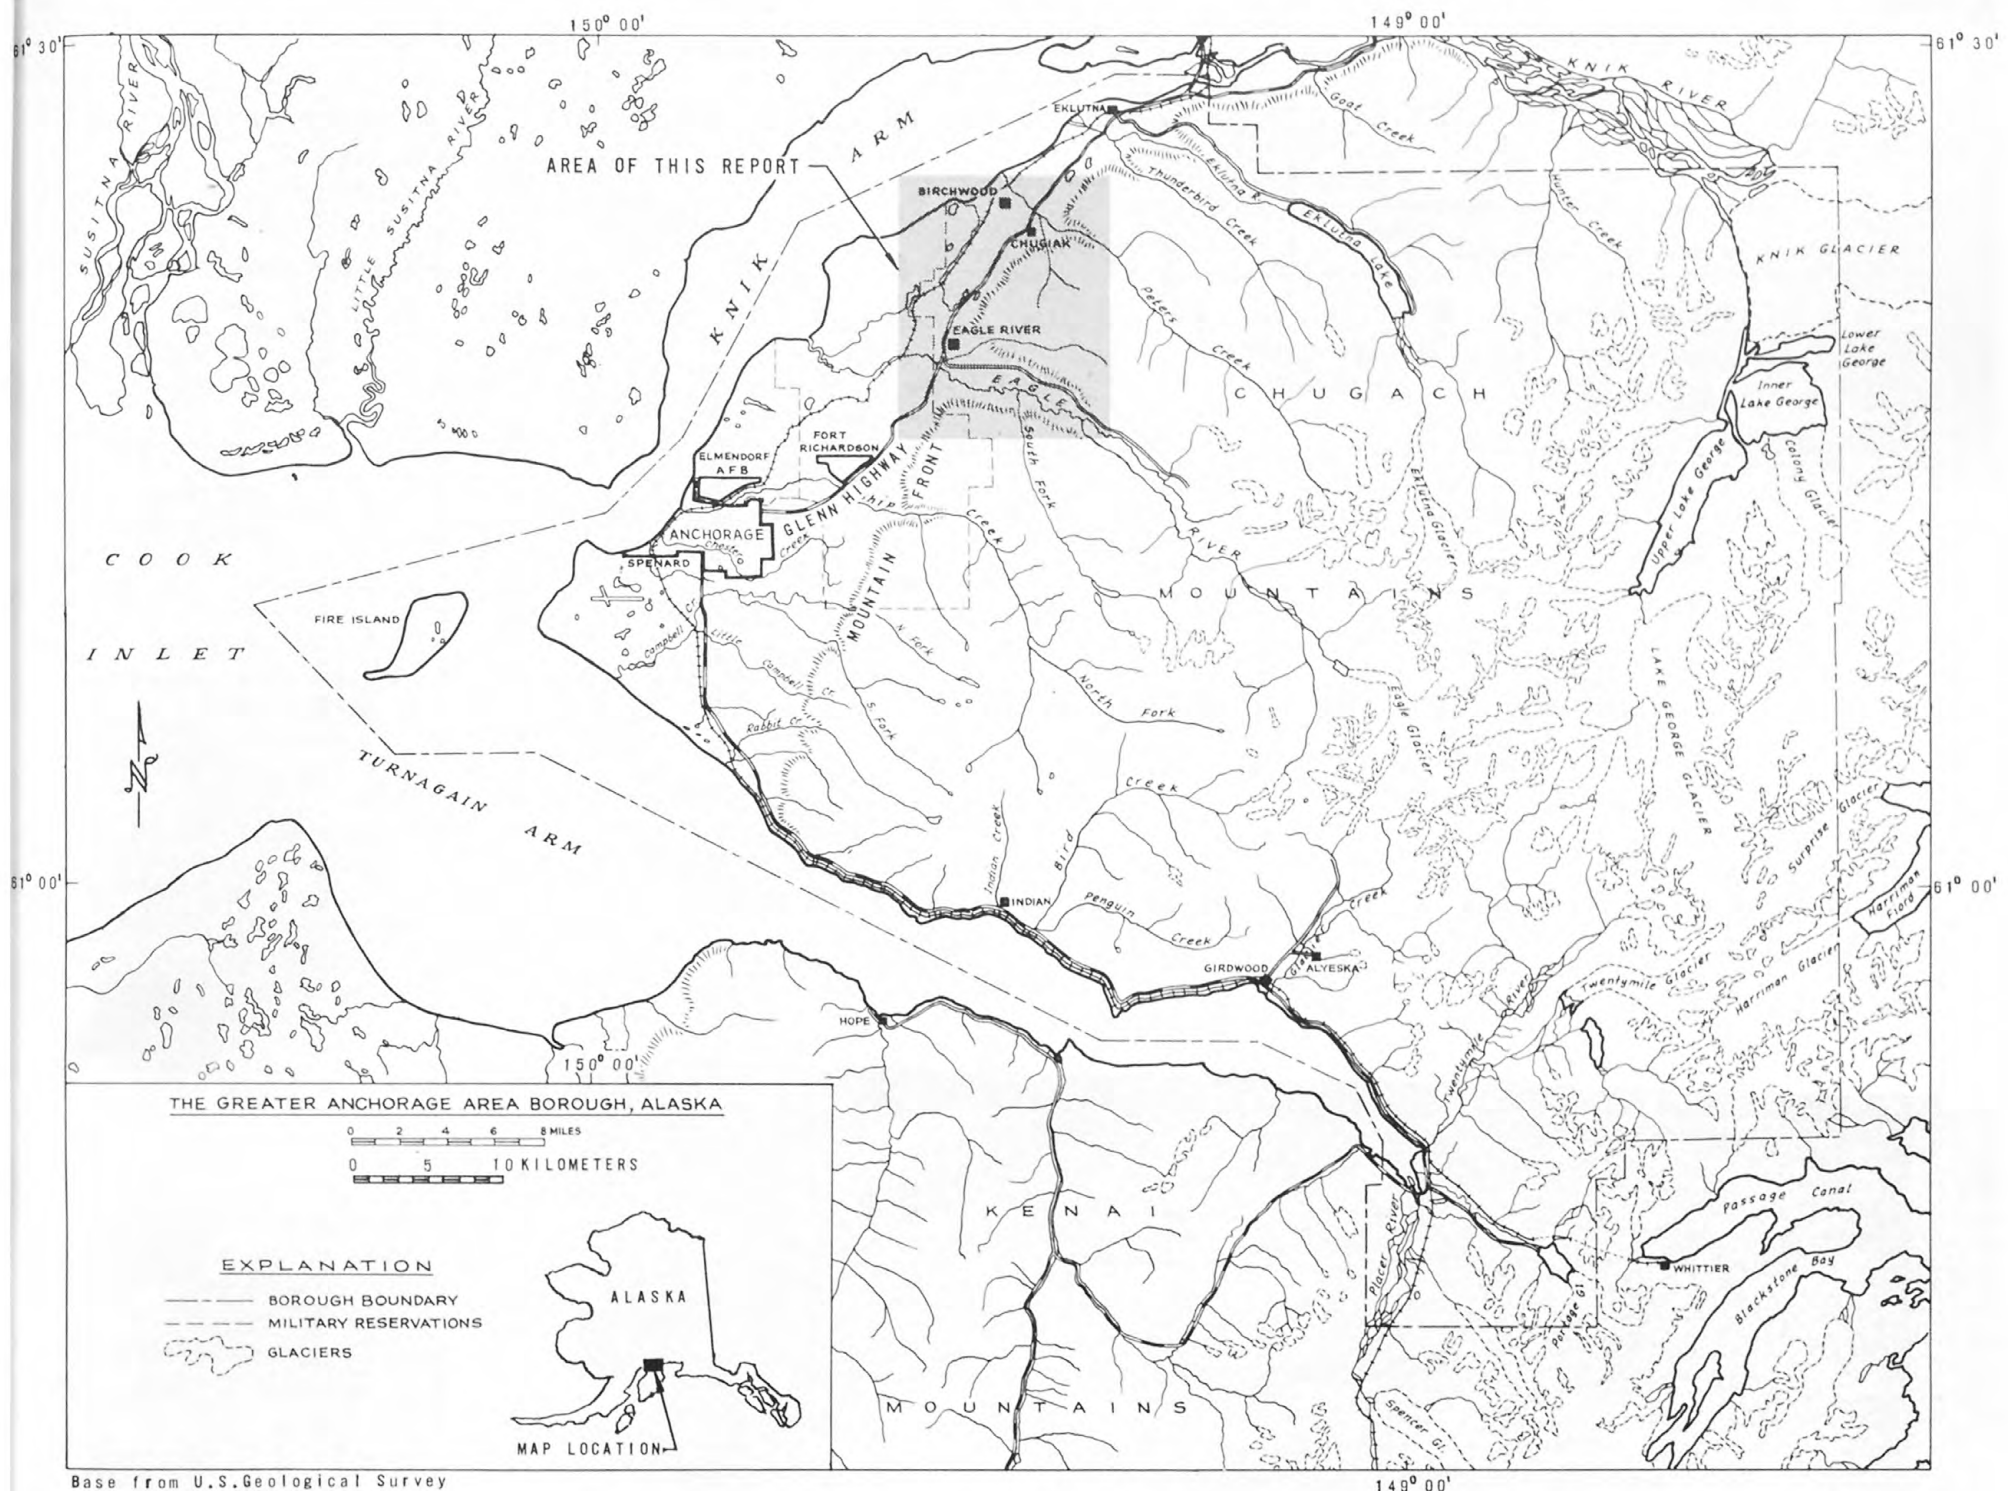 150° 00'
149° 00'
61° 30'
61° 30'
SUSITNA RIVER
LITTLE SUSITNA RIVER
KNIK ARM
AREA OF THIS REPORT
EKLUTNA
Goat Creek
KNIK RIVER
BIRCHWOOD
CHUGIAK
Eklutna R.
Thunderbird Creek
Eklutna Lake
Hunter Creek
KNIK GLACIER
Peters Creek
EAGLE RIVER
EAGLE RIVER
Lower
Lake
George
Inner
Lake George
CHUGACH
MOUNTAINS
FORT
RICHARDSON
ELMENDORF
AFB
GLENN HIGHWAY
MOUNTAIN FRONT
Ship Creek
South Fork
Eklutna Glacier
Upper Lake George
Colony Glacier
ANCHORAGE
Chester Creek
SPENARD
COOK
INLET
FIRE ISLAND
Campbell Cr.
Little Campbell Cr.
N. Fork
S. Fork
Rabbit Cr.
North Fork
Eagle Glacier
LAKE GEORGE GLACIER
TURNAGAIN ARM
Indian Creek
Bird Creek
Surprise Glacier
61° 00'
61° 00'
INDIAN
Penguin Creek
Glacier Creek
Harriman
Fiord
GIRDWOOD
ALYESKA
Twentymile River
Twentymile Glacier
Harriman Glacier
HOPE
150° 00'
THE GREATER ANCHORAGE AREA BOROUGH, ALASKA
0 2 4 6 8 MILES
0 5 10 KILOMETERS
KENAI
MOUNTAINS
Placer River
Portage Gl.
Passage Canal
WHITTIER
Blackstone Bay
Spencer Gl.
EXPLANATION
BOROUGH BOUNDARY
MILITARY RESERVATIONS
GLACIERS
ALASKA
MAP LOCATION
Base from U.S.Geological Survey
149° 00'